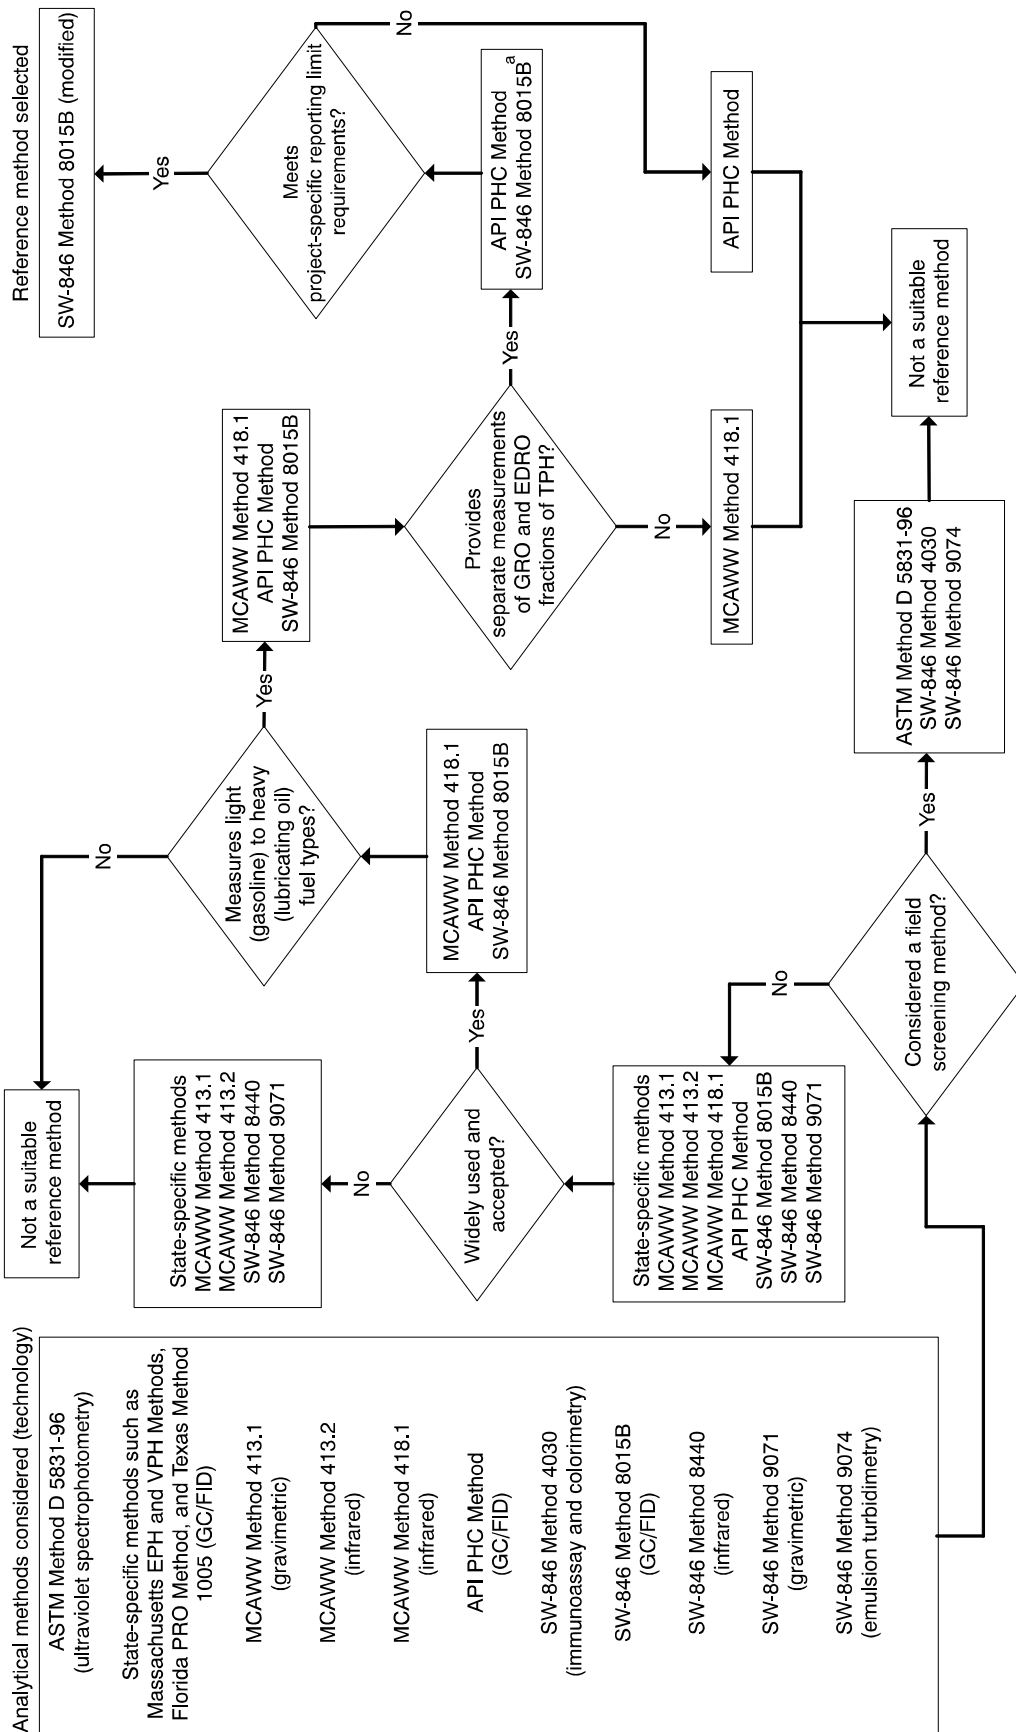 Analytical methods considered (technology)
ASTM Method D 5831-96
(ultraviolet spectrophotometry)
State-specific methods such as
Massachusetts EPH and VPH Methods,
Florida PRO Method, and Texas Method
1005 (GC/FID)
MCAWW Method 413.1
(gravimetric)
MCAWW Method 413.2
(infrared)
MCAWW Method 418.1
(infrared)
API PHC Method
(GC/FID)
SW-846 Method 4030
(immunoassay and colorimetry)
SW-846 Method 8015B
(GC/FID)
SW-846 Method 8440
(infrared)
SW-846 Method 9071
(gravimetric)
SW-846 Method 9074
(emulsion turbidimetry)
Considered a field
screening method?
Yes
ASTM Method D 5831-96
SW-846 Method 4030
SW-846 Method 9074
Not a suitable
reference method
No
State-specific methods
MCAWW Method 413.1
MCAWW Method 413.2
MCAWW Method 418.1
API PHC Method
SW-846 Method 8015B
SW-846 Method 8440
SW-846 Method 9071
Widely used and
accepted?
No
State-specific methods
MCAWW Method 413.1
MCAWW Method 413.2
SW-846 Method 8440
SW-846 Method 9071
Not a suitable
reference method
Yes
MCAWW Method 418.1
API PHC Method
SW-846 Method 8015B
Measures light
(gasoline) to heavy
(lubricating oil)
fuel types?
No
Yes
MCAWW Method 418.1
API PHC Method
SW-846 Method 8015B
Provides
separate measurements
of GRO and EDRO
fractions of TPH?
No
MCAWW Method 418.1
Yes
API PHC Method
SW-846 Method 8015B a
Meets
project-specific reporting limit
requirements?
No
API PHC Method
Yes
Reference method selected
SW-846 Method 8015B (modified)